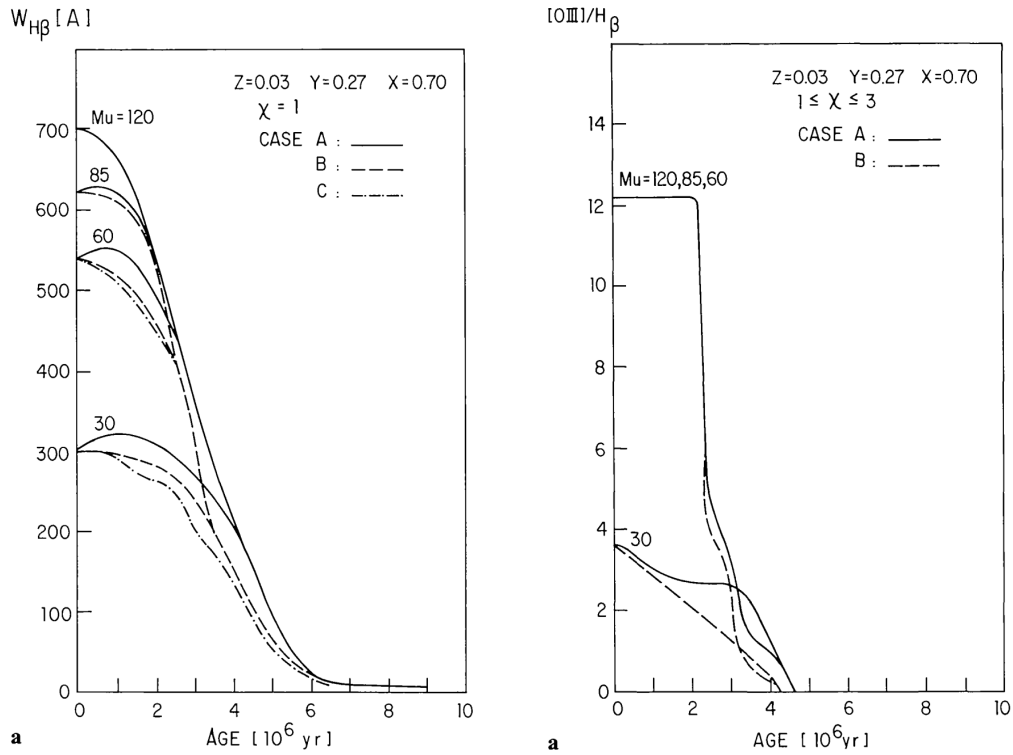 W_Hβ [A]
Z=0.03 Y=0.27 X=0.70
χ = 1
CASE A :
B :
C :
Mu=120
85
60
30
700
600
500
400
300
200
100
0
0 2 4 6 8 10
AGE [10^6 yr]
a
[OIII]/H_β
Z=0.03 Y=0.27 X=0.70
1 ≤ χ ≤ 3
CASE A :
B :
Mu=120,85,60
30
14
12
10
8
6
4
2
0
0 2 4 6 8 10
AGE [10^6 yr]
a